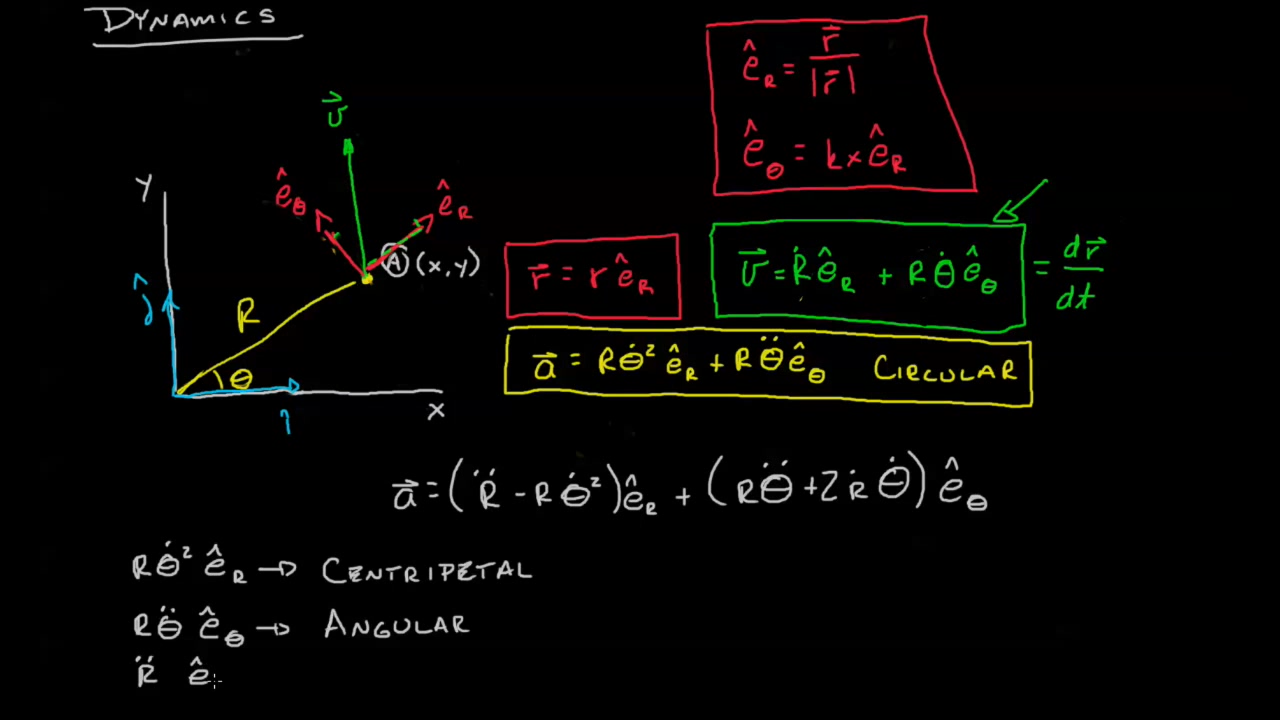 DYNAMICS
ê_R = r⃗ / |r⃗|
ê_θ = k × ê_R
v⃗
Y
ê_θ
ê_R
Ⓐ (x, y)
r⃗ = r ê_R
v⃗ = Ṙ ê_R + R θ̇ ê_θ = dr⃗ / dt
ĵ
R
θ
î
X
a⃗ = R θ̇² ê_R + R θ̈ ê_θ CIRCULAR
a⃗ = (R̈ - R θ̇²) ê_R + (R θ̈ + 2 Ṙ θ̇) ê_θ
R θ̇² ê_R → CENTRIPETAL
R θ̈ ê_θ → ANGULAR
R̈ ê